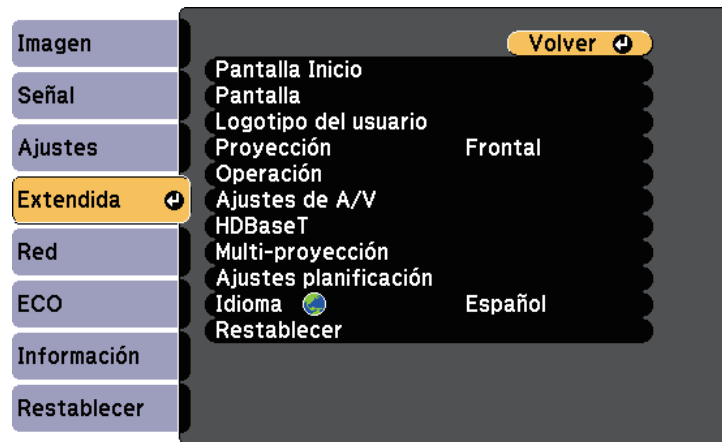 Imagen
Señal
Ajustes
Extendida
Red
ECO
Información
Restablecer
Volver
Pantalla Inicio
Pantalla
Logotipo del usuario
Proyección Frontal
Operación
Ajustes de A/V
HDBaseT
Multi-proyección
Ajustes planificación
Idioma Español
Restablecer